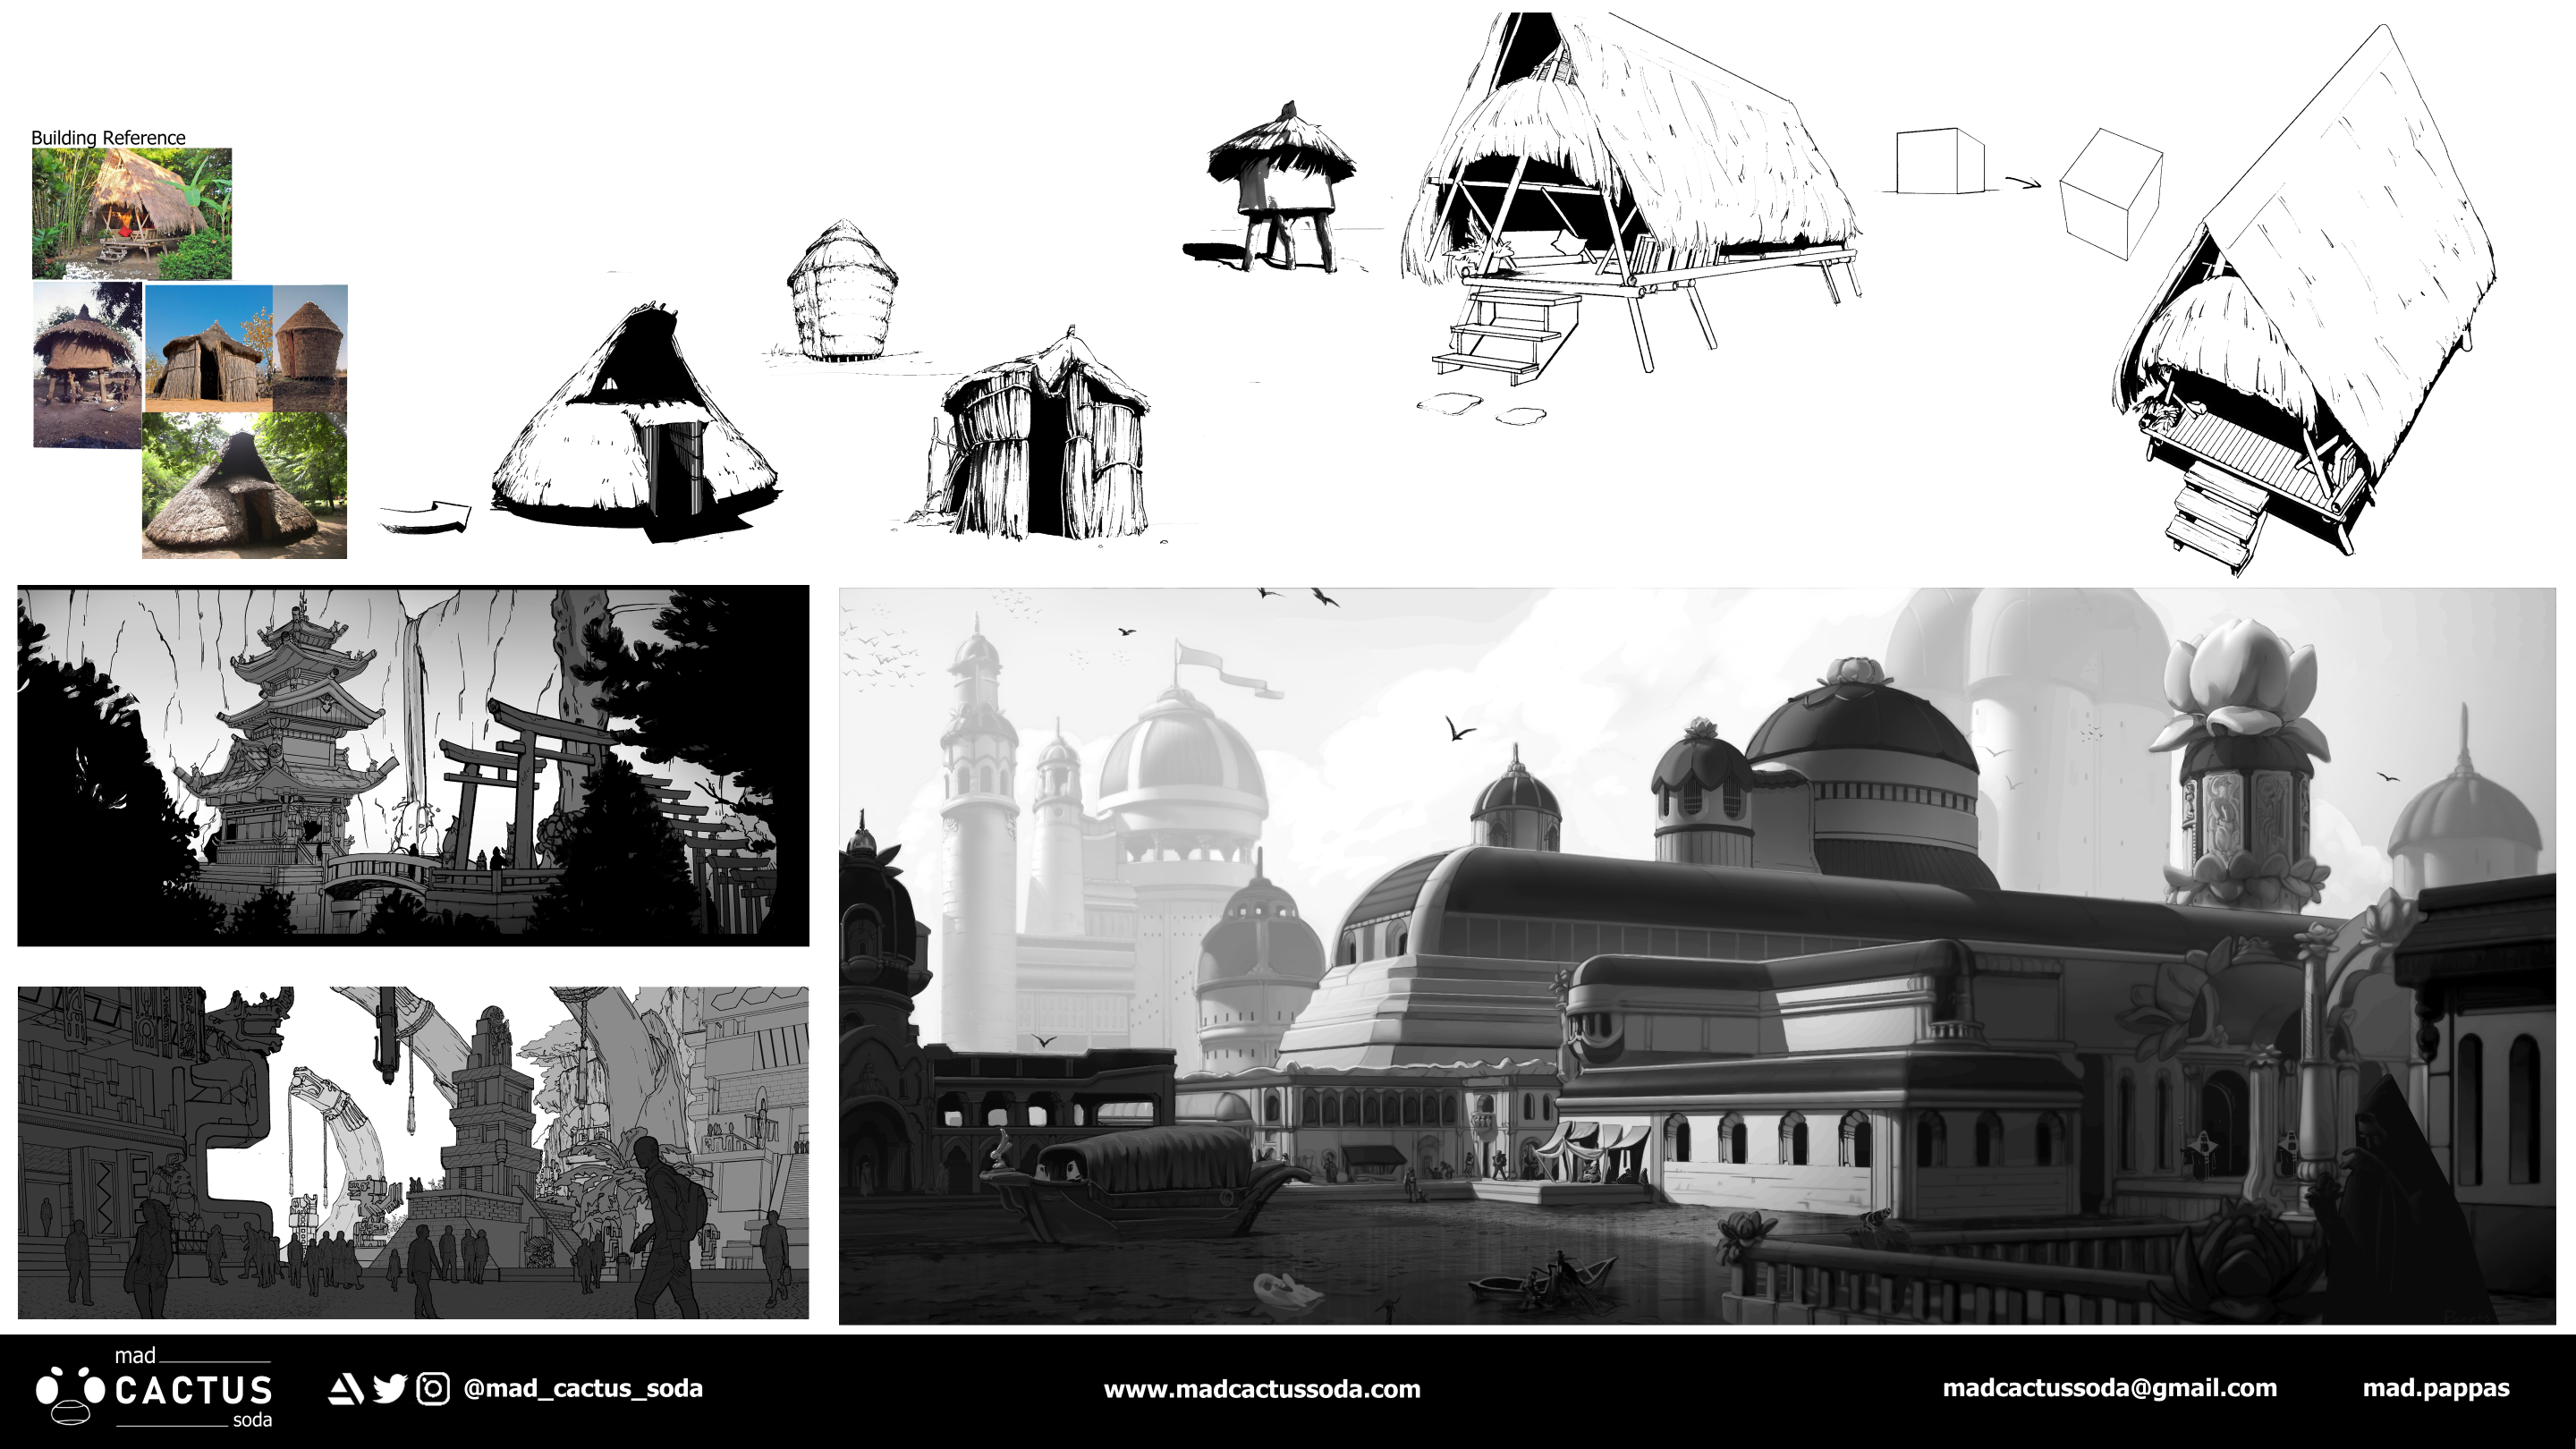 Building Reference
mad
CACTUS
soda
@mad_cactus_soda
www.madcactussoda.com
madcactussoda@gmail.com
mad.pappas